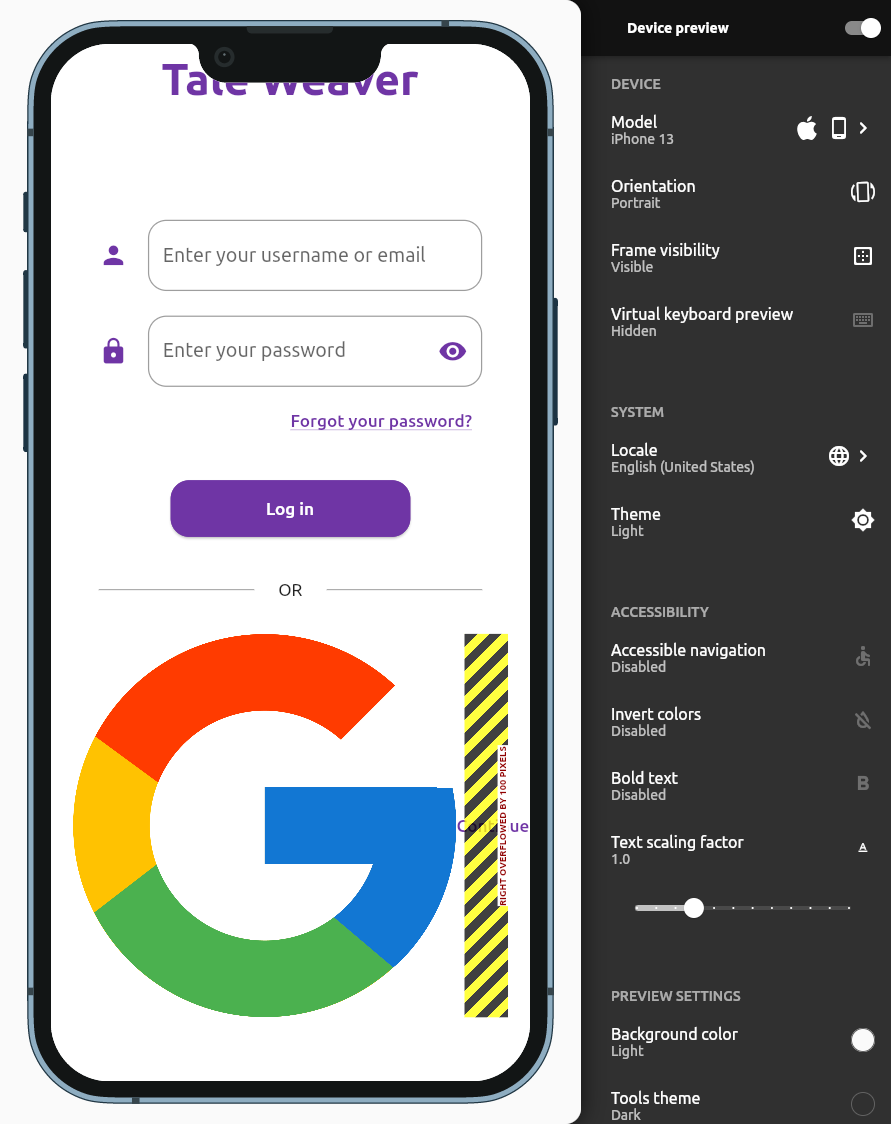 Tale Weaver
Enter your username or email
Enter your password
Forgot your password?
Log in
OR
RIGHT OVERFLOWED BY 100 PIXELS
Device preview
DEVICE
Model
iPhone 13
Orientation
Portrait
Frame visibility
Visible
Virtual keyboard preview
Hidden
SYSTEM
Locale
English (United States)
Theme
Light
ACCESSIBILITY
Accessible navigation
Disabled
Invert colors
Disabled
Bold text
Disabled
Text scaling factor
1.0
PREVIEW SETTINGS
Background color
Light
Tools theme
Dark